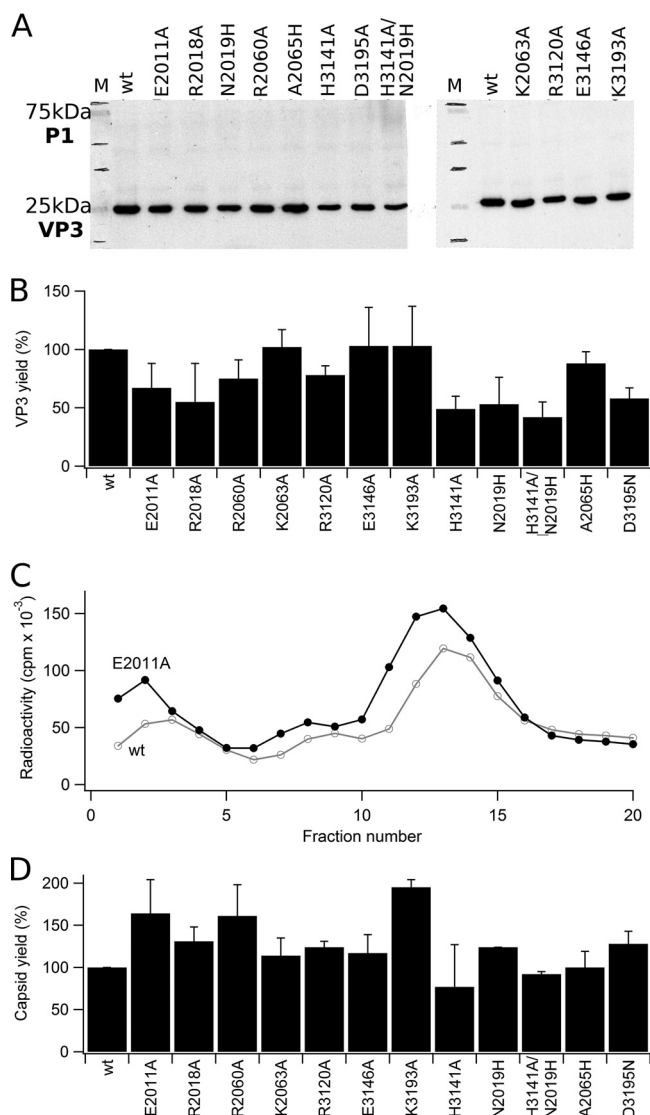 A
M wt E2011A R2018A N2019H R2060A A2065H H3141A D3195A H3141A/ N2019H M wt K2063A R3120A E3146A K3193A
75kDa
P1
25kDa
VP3
B
VP3 yield (%)
150
100
50
0
wt E2011A R2018A R2060A K2063A R3120A E3146A K3193A H3141A N2019H H3141A/ _N2019H A2065H D3195N
C
Radioactivity (cpm x 10⁻³)
150
100
50
0
E2011A
wt
0 5 10 15 20
Fraction number
D
Capsid yield (%)
200
150
100
50
0
wt E2011A R2018A R2060A K2063A R3120A E3146A K3193A H3141A N2019H H3141A/ N2019H A2065H D3195N